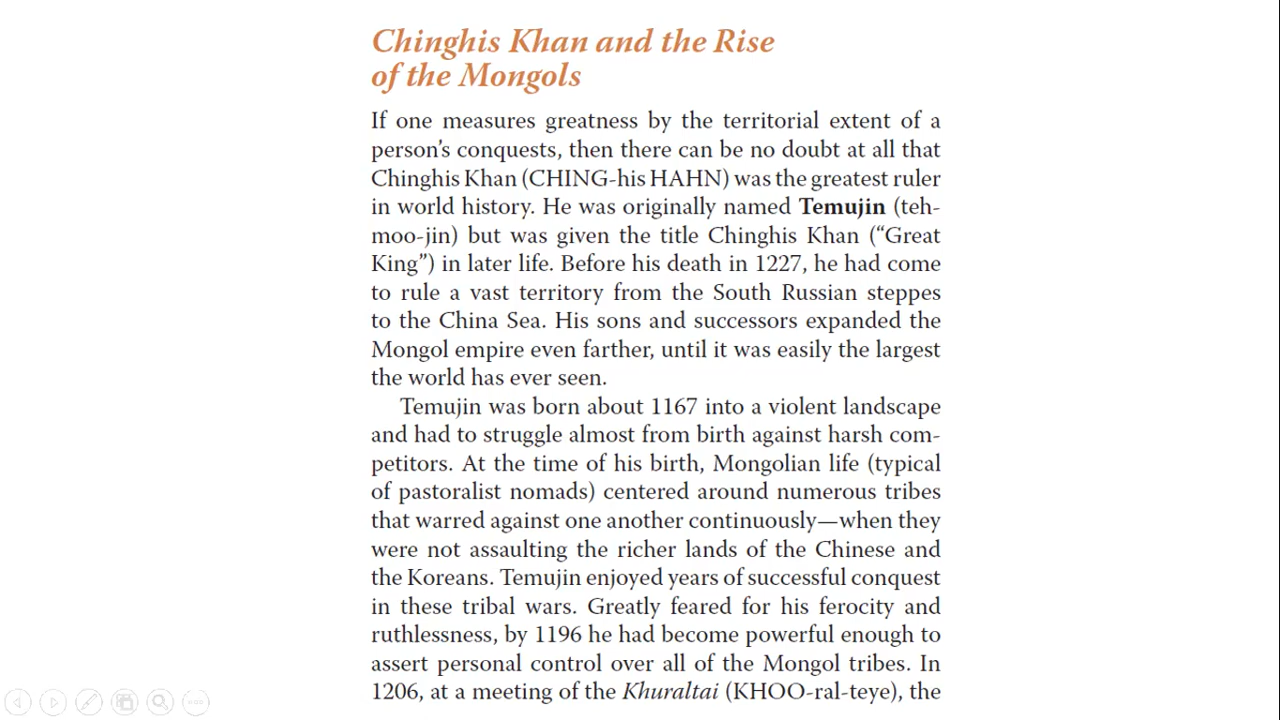 Chinghis Khan and the Rise
of the Mongols
If one measures greatness by the territorial extent of a
person’s conquests, then there can be no doubt at all that
Chinghis Khan (CHING-his HAHN) was the greatest ruler
in world history. He was originally named Temujin (teh-
moo-jin) but was given the title Chinghis Khan (“Great
King”) in later life. Before his death in 1227, he had come
to rule a vast territory from the South Russian steppes
to the China Sea. His sons and successors expanded the
Mongol empire even farther, until it was easily the largest
the world has ever seen.
Temujin was born about 1167 into a violent landscape
and had to struggle almost from birth against harsh com-
petitors. At the time of his birth, Mongolian life (typical
of pastoralist nomads) centered around numerous tribes
that warred against one another continuously—when they
were not assaulting the richer lands of the Chinese and
the Koreans. Temujin enjoyed years of successful conquest
in these tribal wars. Greatly feared for his ferocity and
ruthlessness, by 1196 he had become powerful enough to
assert personal control over all of the Mongol tribes. In
1206, at a meeting of the Khuraltai (KHOO-ral-teye), the